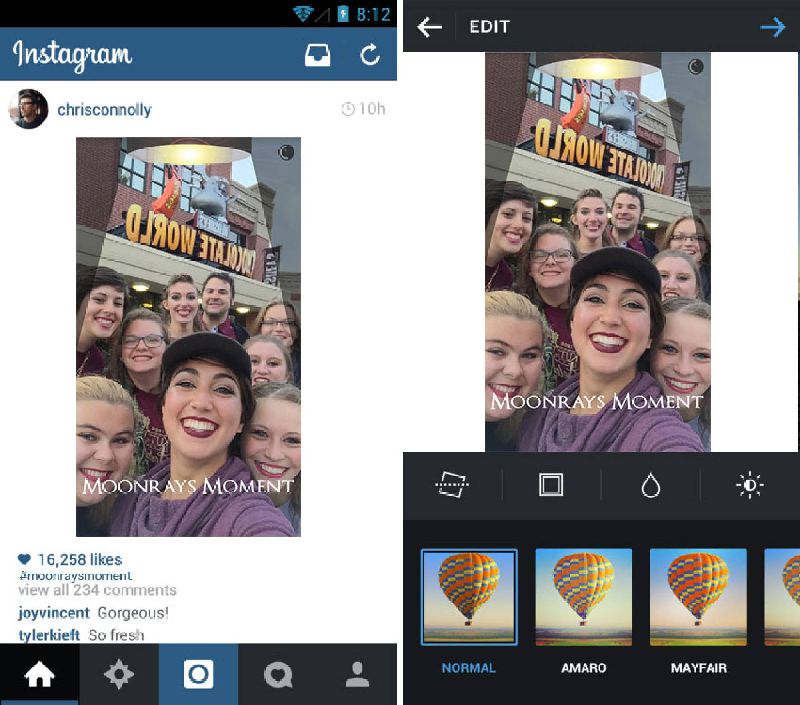 8:12
Instagram
chrisconnolly
10h
CHOCOLATE WORLD
MOONRAYS MOMENT
16,258 likes
#moonraysmoment
view all 234 comments
joyvincent Gorgeous!
tylerkieft So fresh
EDIT
CHOCOLATE WORLD
MOONRAYS MOMENT
NORMAL
AMARO
MAYFAIR